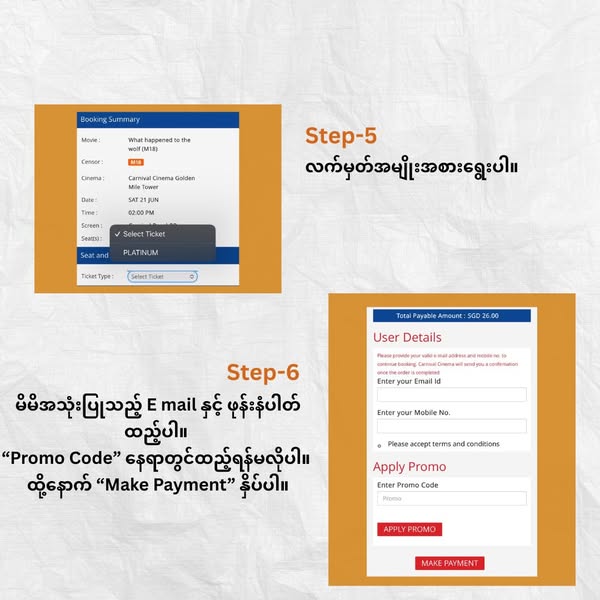 Booking Summary
Movie : What happened to the
wolf (M18)
Censor : M18
Cinema : Carnival Cinema Golden
Mile Tower
Date : SAT 21 JUN
Time : 02:00 PM
Screen :
Seat(s) :
✓ Select Ticket
PLATINUM
Seat and
Ticket Type : Select Ticket
Step-5
လက်မှတ်အမျိုးအစားရွေးပါ။
Step-6
မိမိအသုံးပြုသည့် E mail နှင့် ဖုန်းနံပါတ်
ထည့်ပါ။
“Promo Code” နေရာတွင်ထည့်ရန်မလိုပါ။
ထို့နောက် “Make Payment” နှိပ်ပါ။
Total Payable Amount : SGD 26.00
User Details
Please provide your valid e-mail address and mobile no. to
continue booking. Carnival Cinema will send you a confirmation
once the order is completed
Enter your Email Id
Enter your Mobile No.
Please accept terms and conditions
Apply Promo
Enter Promo Code
Promo
APPLY PROMO
MAKE PAYMENT